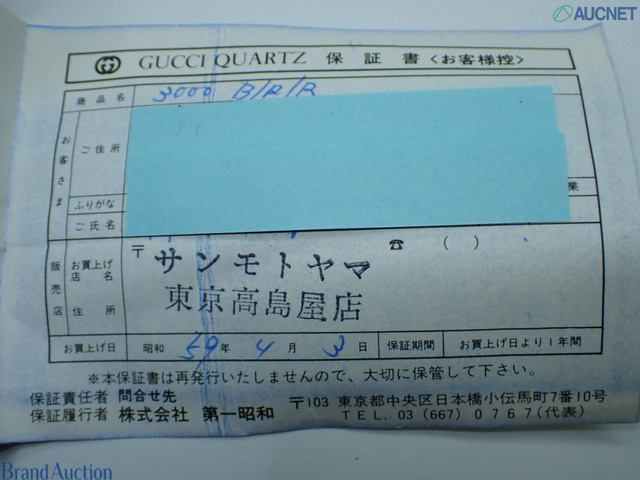 AUCNET
GUCCI QUARTZ 保証書〈お客様控〉
商品名 3000 B/R/R
お客さま
ご住所
業
ふりがな
ご氏名
販売店
お買上げ店名 〒 サンモトヤマ ☎ ( )
住所 東京高島屋店
お買上げ日 昭和 59年 4月 3日 保証期間 お買上げ日より1年間
※本保証書は再発行いたしませんので、大切に保管して下さい。
保証責任者 問合せ先 〒103 東京都中央区日本橋小伝馬町7番10号
保証履行者 株式会社 第一昭和 TEL. 03 (667) 0767(代表)
Brand Auction